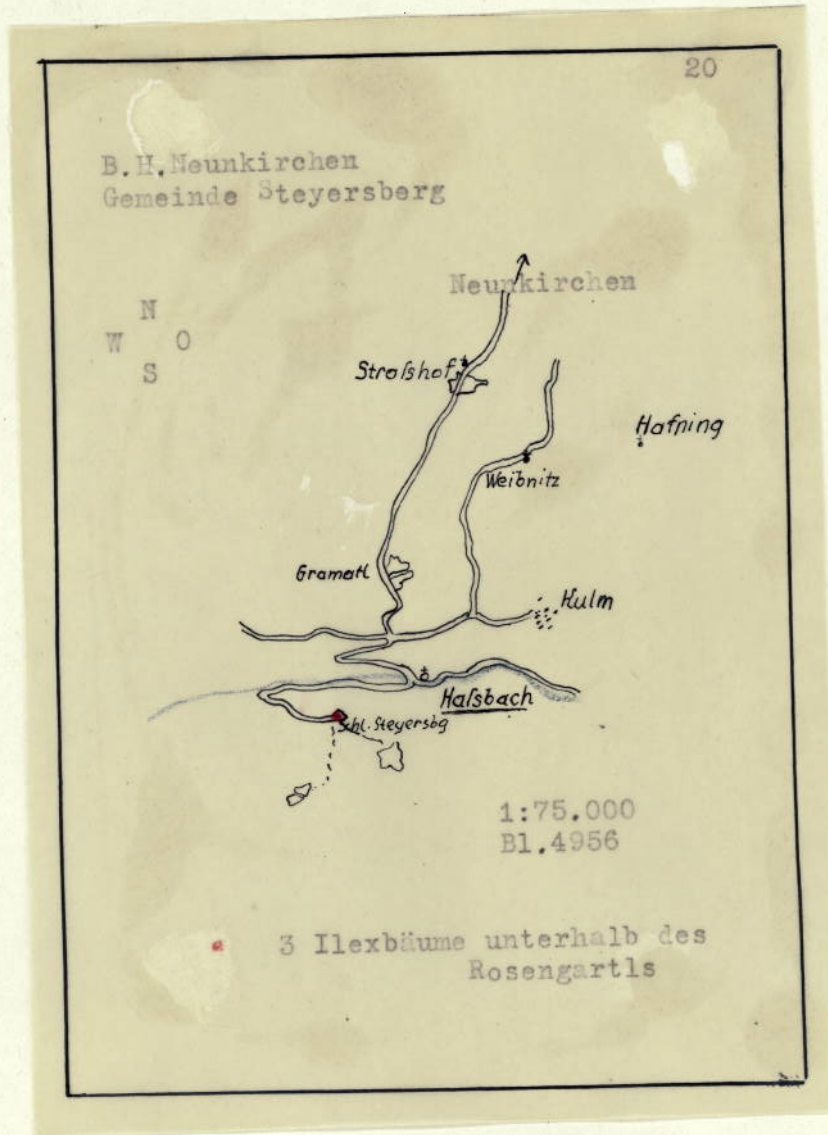 20
B.H.Neunkirchen
Gemeinde Steyersberg
N
W O
S
Neunkirchen
Straßhof
Hafning
Weibnitz
Gramatl
Kulm
Haßbach
Schl.Steyersbg
1:75.000
Bl.4956
3 Ilexbäume unterhalb des
Rosengartls